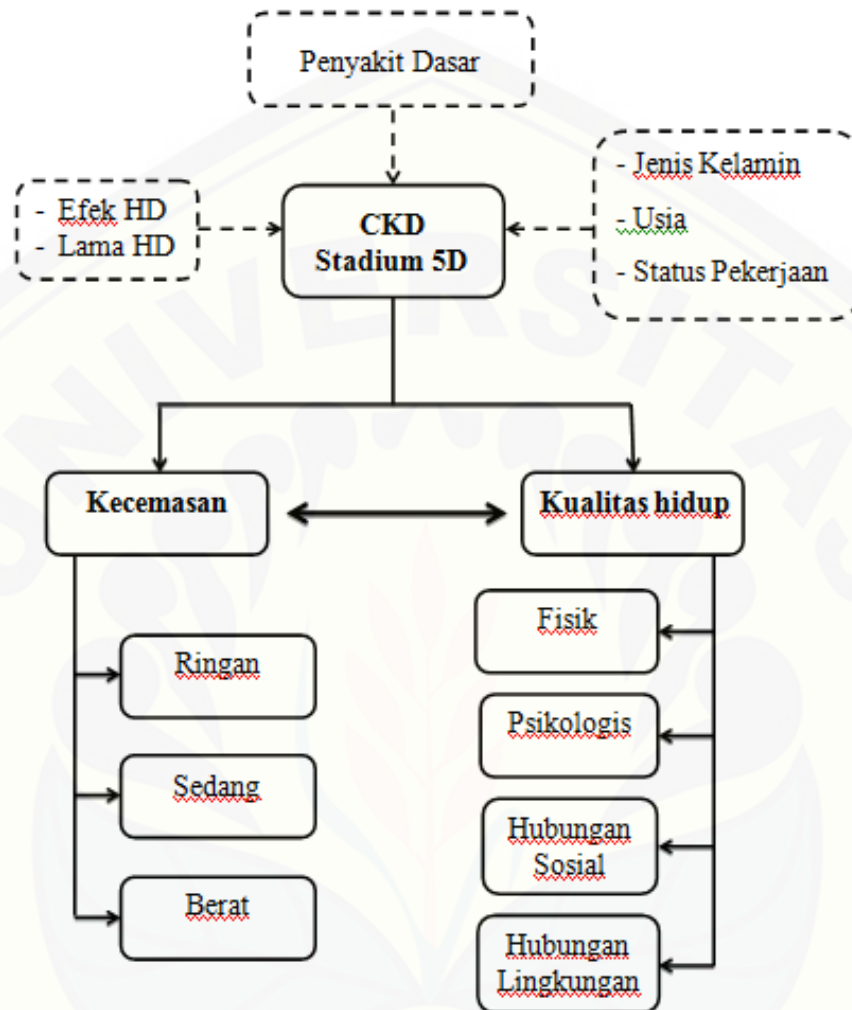 Penyakit Dasar
- Efek HD
- Lama HD
CKD
Stadium 5D
- Jenis Kelamin
- Usia
- Status Pekerjaan
Kecemasan
Kualitas hidup
Ringan
Sedang
Berat
Fisik
Psikologis
Hubungan
Sosial
Hubungan
Lingkungan
UNIVERSITAS